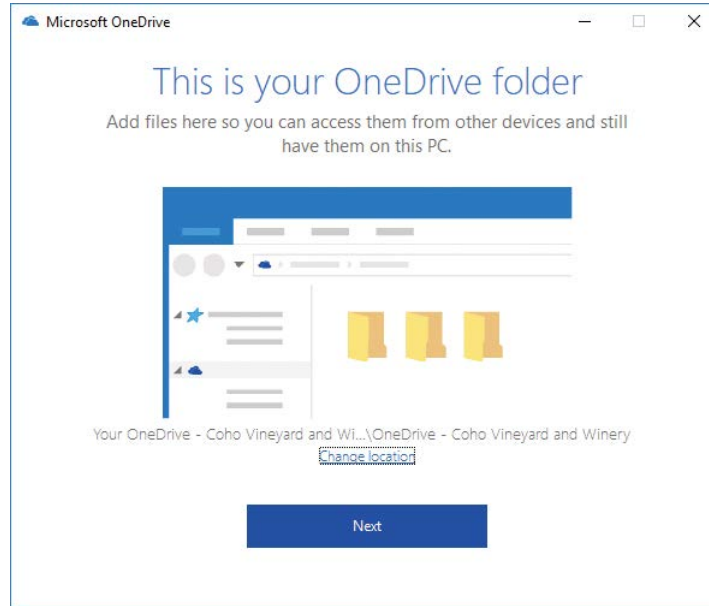 Microsoft OneDrive
This is your OneDrive folder
Add files here so you can access them from other devices and still
have them on this PC.
Your OneDrive - Coho Vineyard and Wi...\OneDrive - Coho Vineyard and Winery
Change location
Next